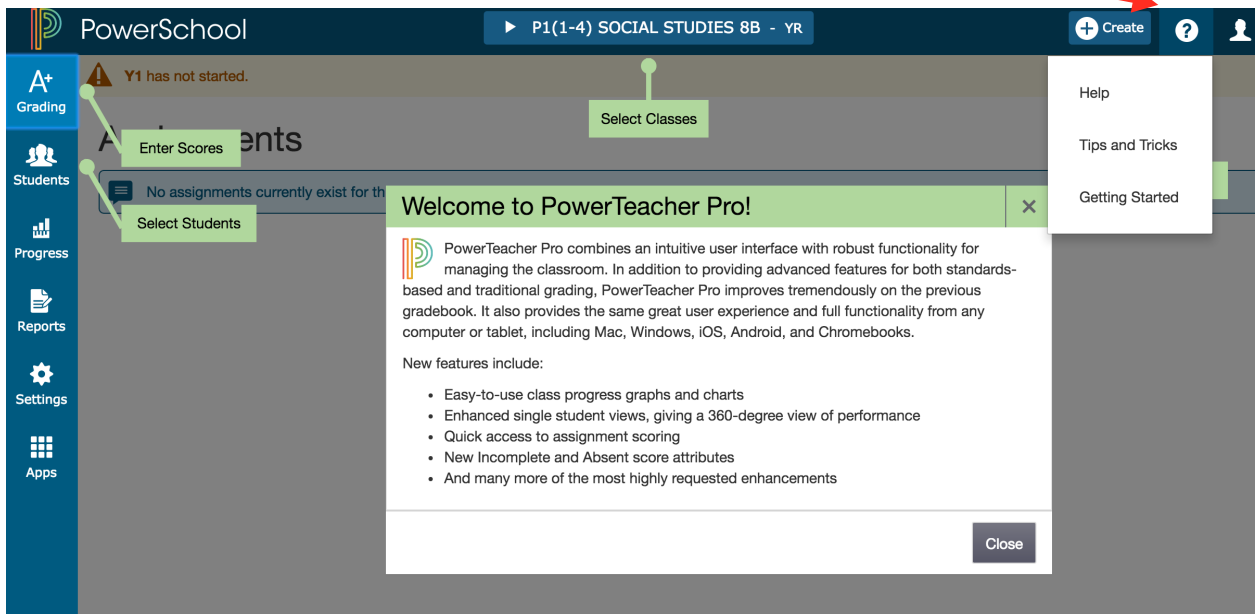 PowerSchool
P1(1-4) SOCIAL STUDIES 8B - YR
Create
?
A+
Grading
Students
Progress
Reports
Settings
Apps
Y1 has not started.
Select Classes
Enter Scores
ents
No assignments currently exist for th
Select Students
Help
Tips and Tricks
Getting Started
Welcome to PowerTeacher Pro!
PowerTeacher Pro combines an intuitive user interface with robust functionality for
managing the classroom. In addition to providing advanced features for both standards-
based and traditional grading, PowerTeacher Pro improves tremendously on the previous
gradebook. It also provides the same great user experience and full functionality from any
computer or tablet, including Mac, Windows, iOS, Android, and Chromebooks.
New features include:
• Easy-to-use class progress graphs and charts
• Enhanced single student views, giving a 360-degree view of performance
• Quick access to assignment scoring
• New Incomplete and Absent score attributes
• And many more of the most highly requested enhancements
Close